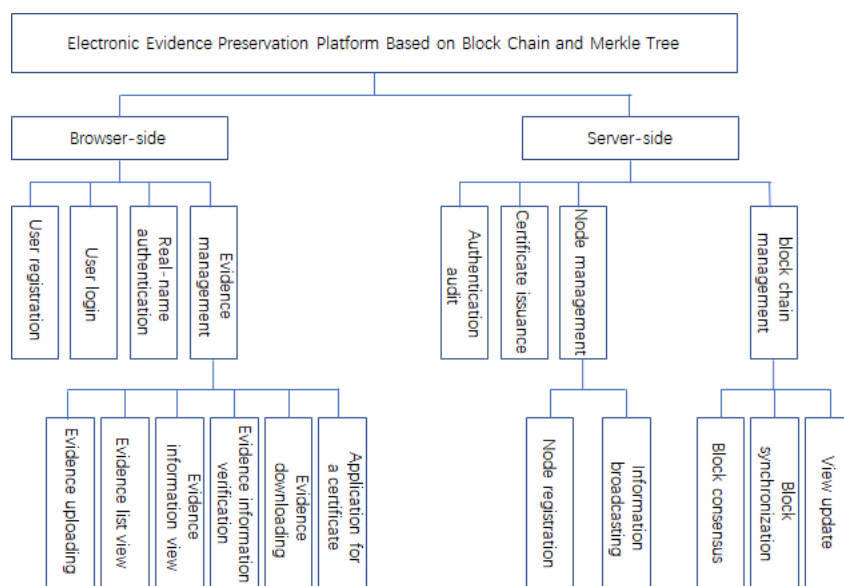 Electronic Evidence Preservation Platform Based on Block Chain and Merkle Tree
Browser-side
Server-side
User registration
User login
Real-name
authentication
Evidence
management
Authentication
audit
Certificate issuance
Node management
block chain
management
Evidence uploading
Evidence list view
Evidence
information view
Evidence information
verification
Evidence
downloading
Application for
a certificate
Node registration
Information
broadcasting
Block consensus
Block
synchronization
View update